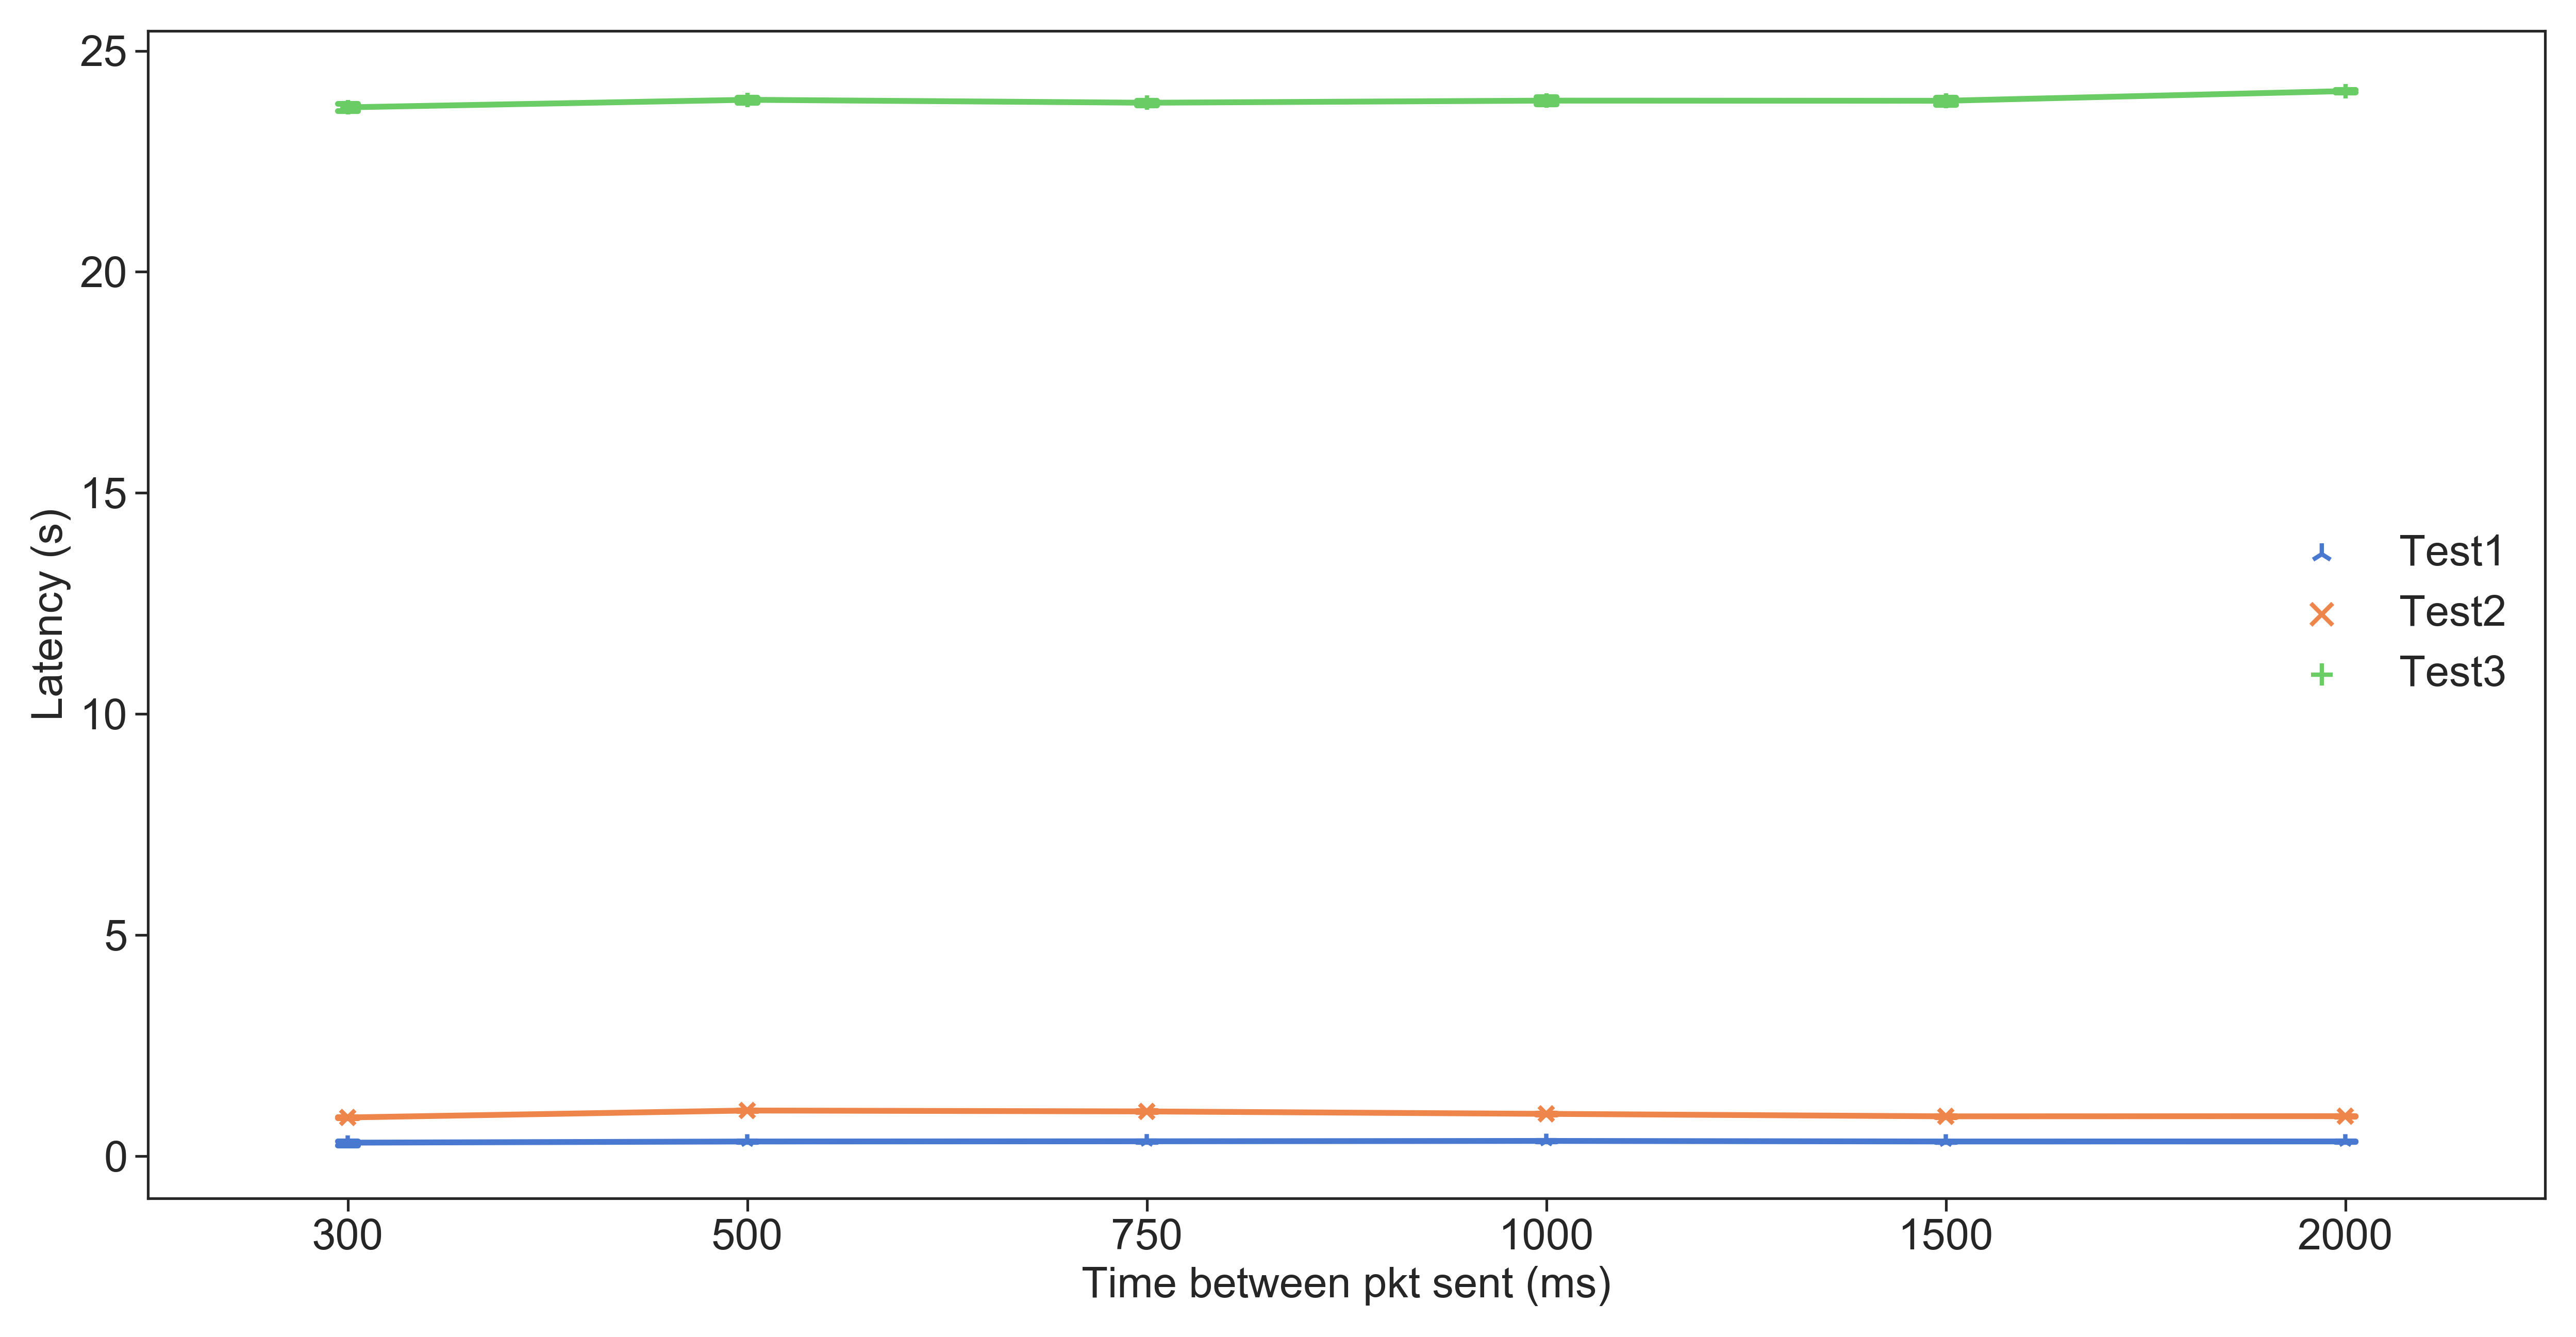 25
20
15
10
5
0
Latency (s)
Test1
Test2
Test3
300 500 750 1000 1500 2000
Time between pkt sent (ms)